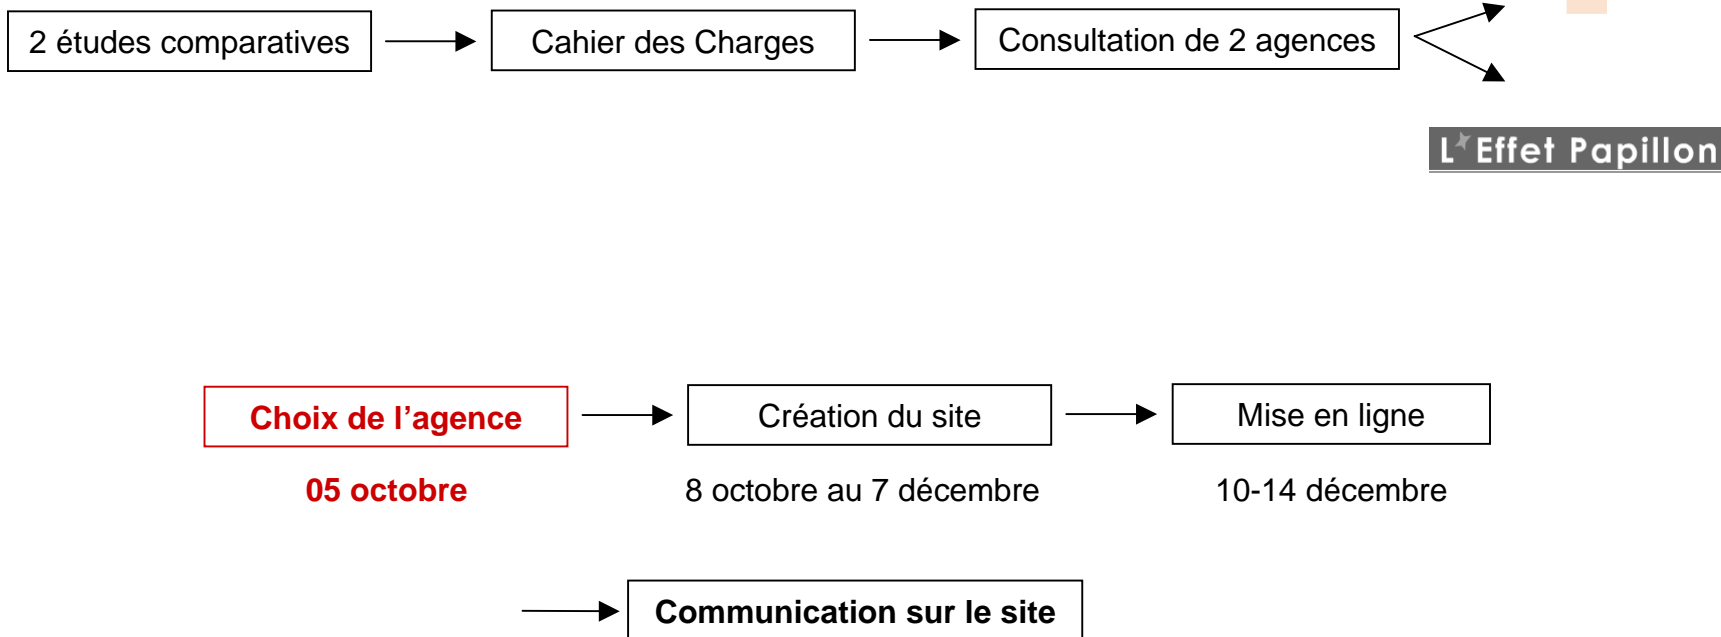 2 études comparatives
Cahier des Charges
Consultation de 2 agences
L'Effet Papillon
Choix de l’agence
Création du site
Mise en ligne
05 octobre
8 octobre au 7 décembre
10-14 décembre
Communication sur le site